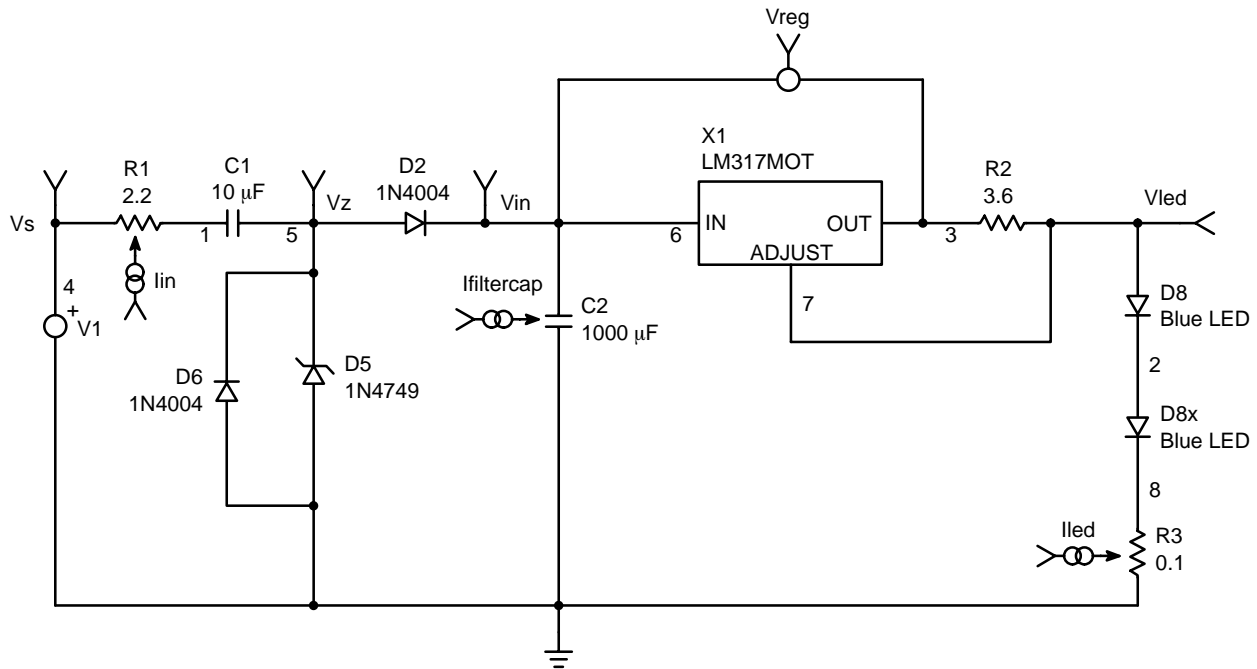 Vreg
X1
LM317MOT
R1
2.2
C1
10 μF
D2
1N4004
R2
3.6
Vs
Vz
Vin
Vled
1
5
6
IN
OUT
3
ADJUST
Iin
4
+
V1
Ifiltercap
C2
1000 μF
7
D8
Blue LED
D6
1N4004
D5
1N4749
2
D8x
Blue LED
8
Iled
R3
0.1